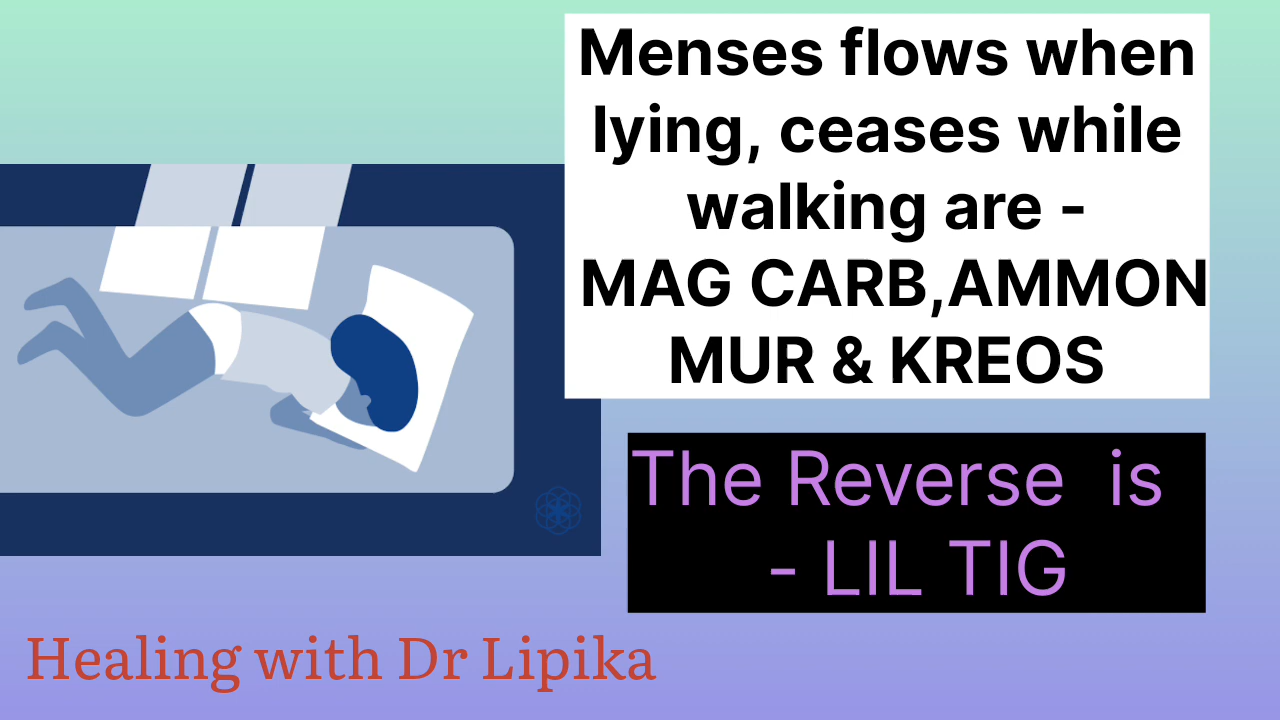 Menses flows when
lying, ceases while
walking are -
MAG CARB,AMMON
MUR & KREOS
The Reverse is
- LIL TIG
Healing with Dr Lipika